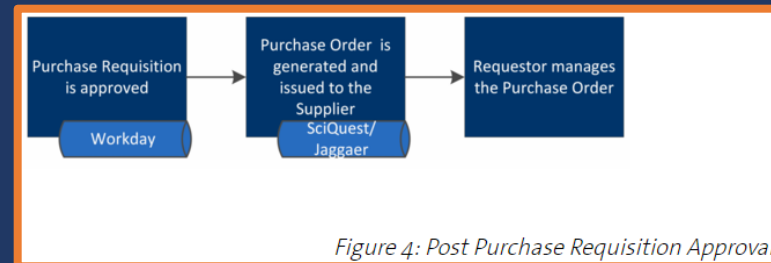 Purchase Requisition
is approved
Workday
Purchase Order is
generated and
issued to the
Supplier
SciQuest/
Jaggaer
Requestor manages
the Purchase Order
Figure 4: Post Purchase Requisition Approval